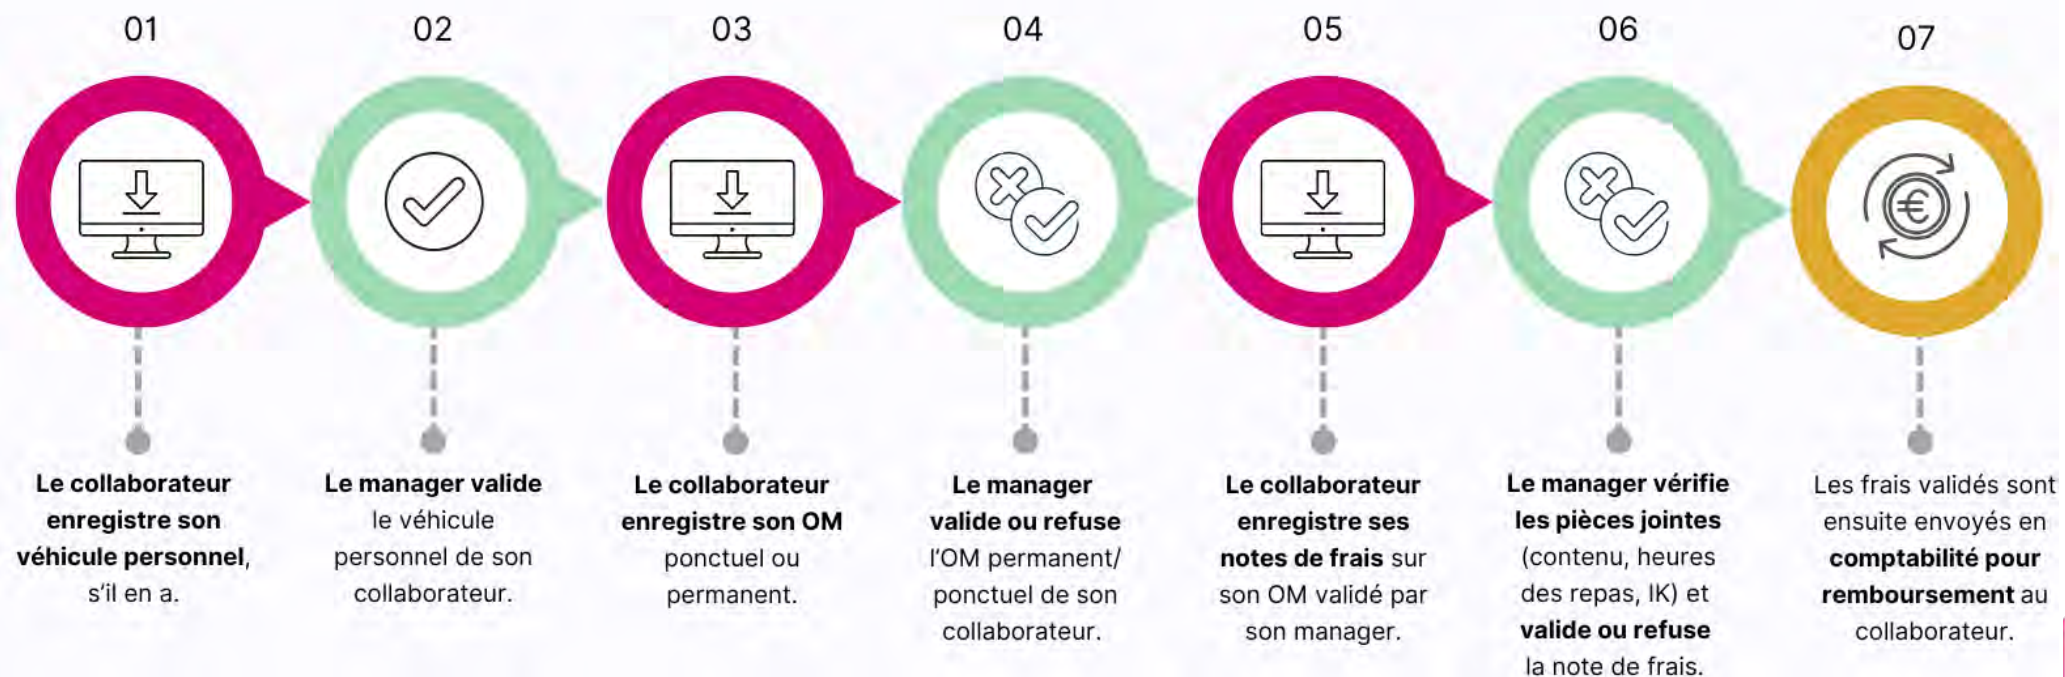 01
Le collaborateur
enregistre son
véhicule personnel,
s'il en a.
02
Le manager valide
le véhicule
personnel de son
collaborateur.
03
Le collaborateur
enregistre son OM
ponctuel ou
permanent.
04
Le manager
valide ou refuse
l'OM permanent/
ponctuel de son
collaborateur.
05
Le collaborateur
enregistre ses
notes de frais sur
son OM validé par
son manager.
06
Le manager vérifie
les pièces jointes
(contenu, heures
des repas, IK) et
valide ou refuse
la note de frais.
07
€
Les frais validés sont
ensuite envoyés en
comptabilité pour
remboursement au
collaborateur.